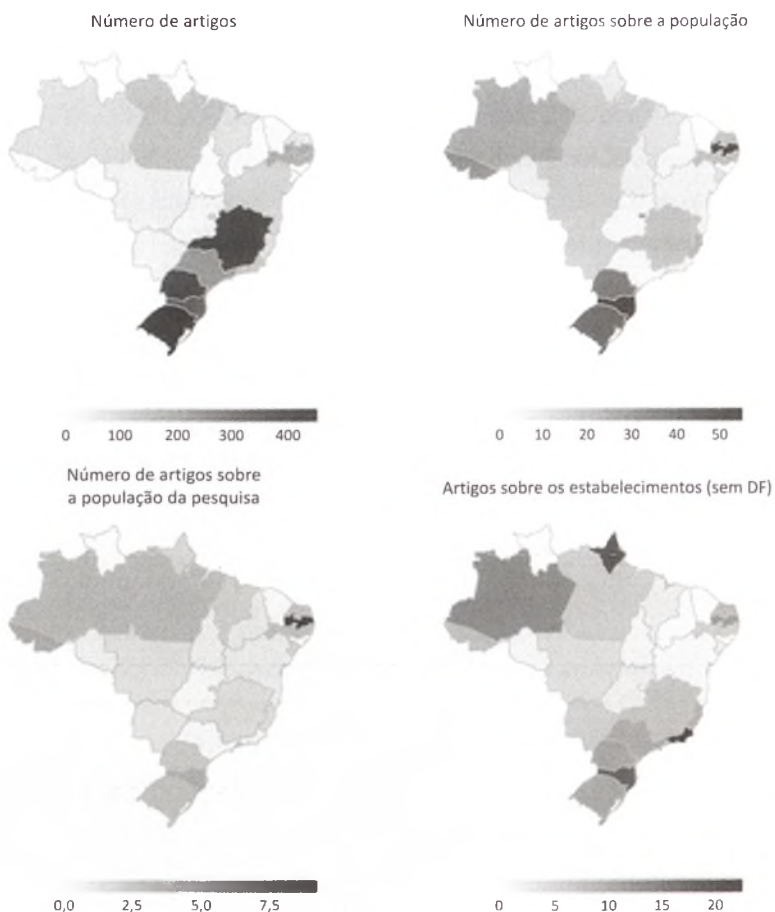 Número de artigos
Número de artigos sobre a população
0 100 200 300 400
0 10 20 30 40 50
Número de artigos sobre
a população da pesquisa
Artigos sobre os estabelecimentos (sem DF)
0,0 2,5 5,0 7,5
0 5 10 15 20